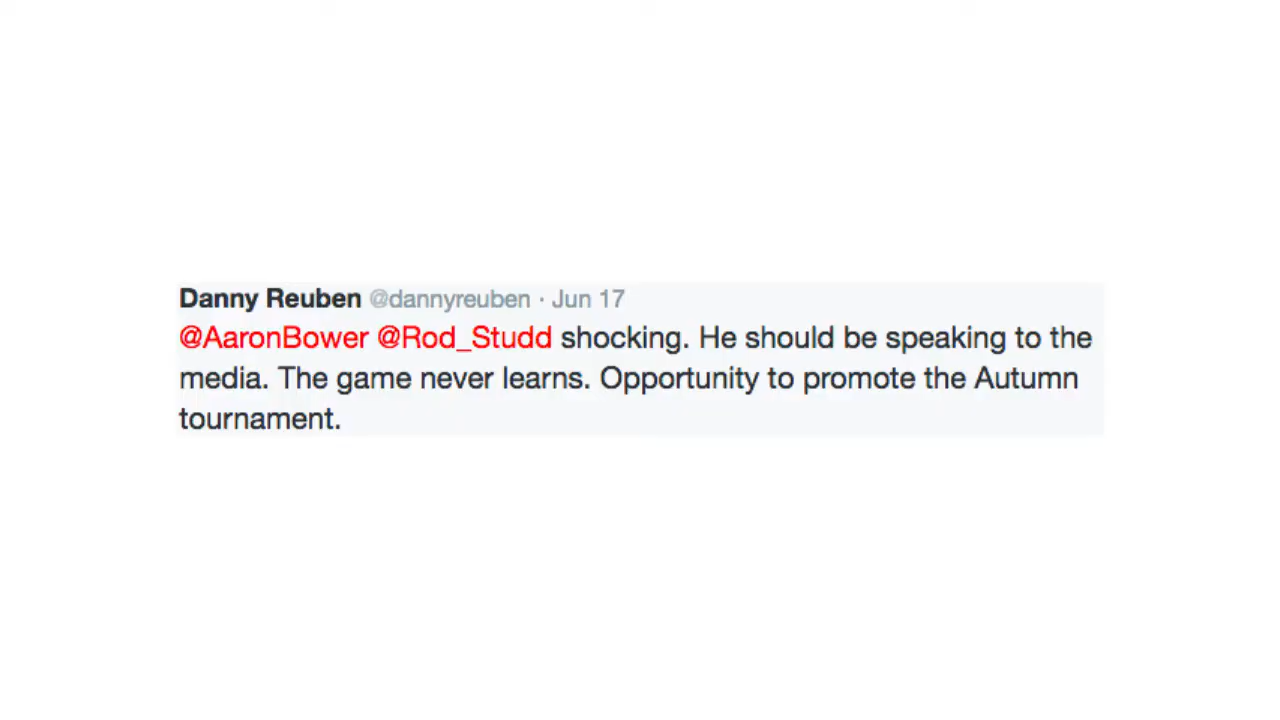 Danny Reuben @dannyreuben · Jun 17
@AaronBower @Rod_Studd shocking. He should be speaking to the
media. The game never learns. Opportunity to promote the Autumn
tournament.